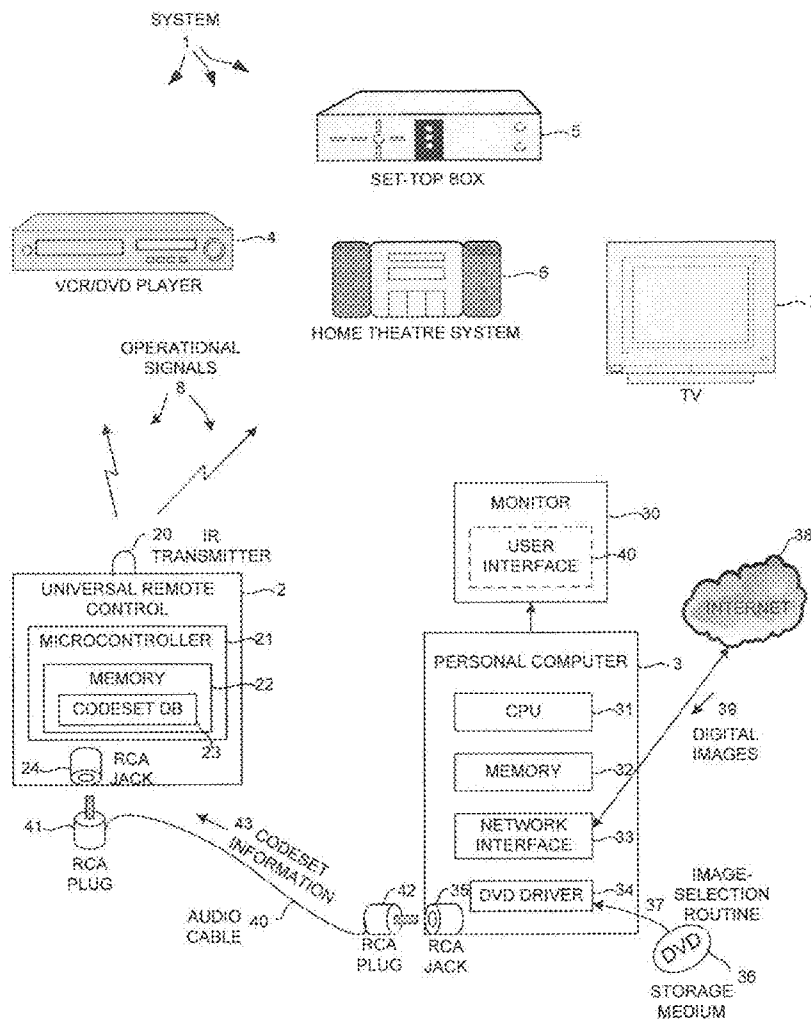 SYSTEM
1
5
SET-TOP BOX
4
VCR/DVD PLAYER
6
HOME THEATRE SYSTEM
TV
OPERATIONAL
SIGNALS
8
20
IR
TRANSMITTER
UNIVERSAL REMOTE
CONTROL
2
MICROCONTROLLER
21
MEMORY
22
CODESET DB
23
24
RCA
JACK
41
RCA
PLUG
43 CODESET
INFORMATION
AUDIO
CABLE
40
42
RCA
PLUG
MONITOR
30
USER
INTERFACE
40
38
INTERNET
PERSONAL COMPUTER
3
CPU
31
MEMORY
32
39
DIGITAL
IMAGES
NETWORK
INTERFACE
33
DVD DRIVER
34
35
RCA
JACK
IMAGE-
SELECTION
ROUTINE
37
DVD
36
STORAGE
MEDIUM